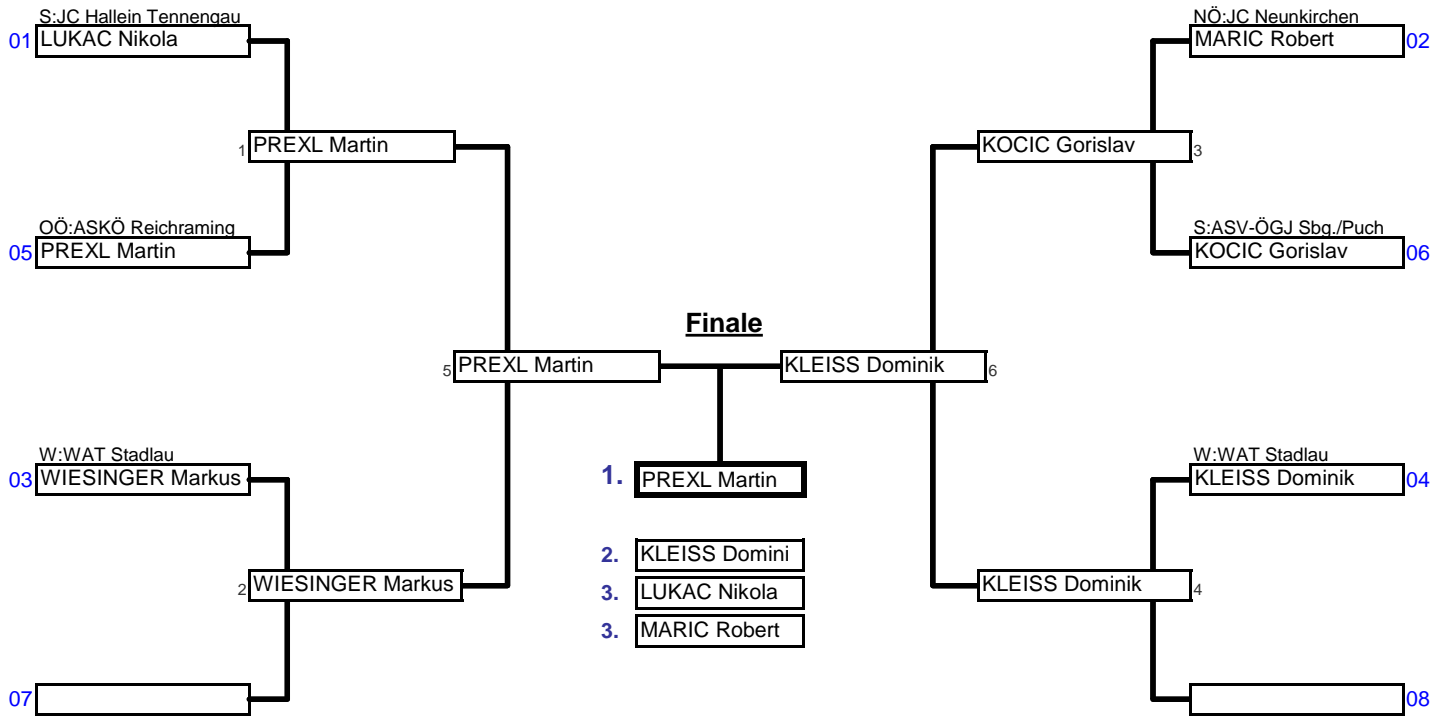 S:JC Hallein Tennengau
01 LUKAC Nikola
1 PREXL Martin
OÖ:ASKÖ Reichraming
05 PREXL Martin
5 PREXL Martin
W:WAT Stadlau
03 WIESINGER Markus
2 WIESINGER Markus
07
Finale
1. PREXL Martin
2. KLEISS Domini
3. LUKAC Nikola
3. MARIC Robert
NÖ:JC Neunkirchen
MARIC Robert 02
KOCIC Gorislav 3
S:ASV-ÖGJ Sbg./Puch
KOCIC Gorislav 06
KLEISS Dominik 6
W:WAT Stadlau
KLEISS Dominik 04
KLEISS Dominik 4
08